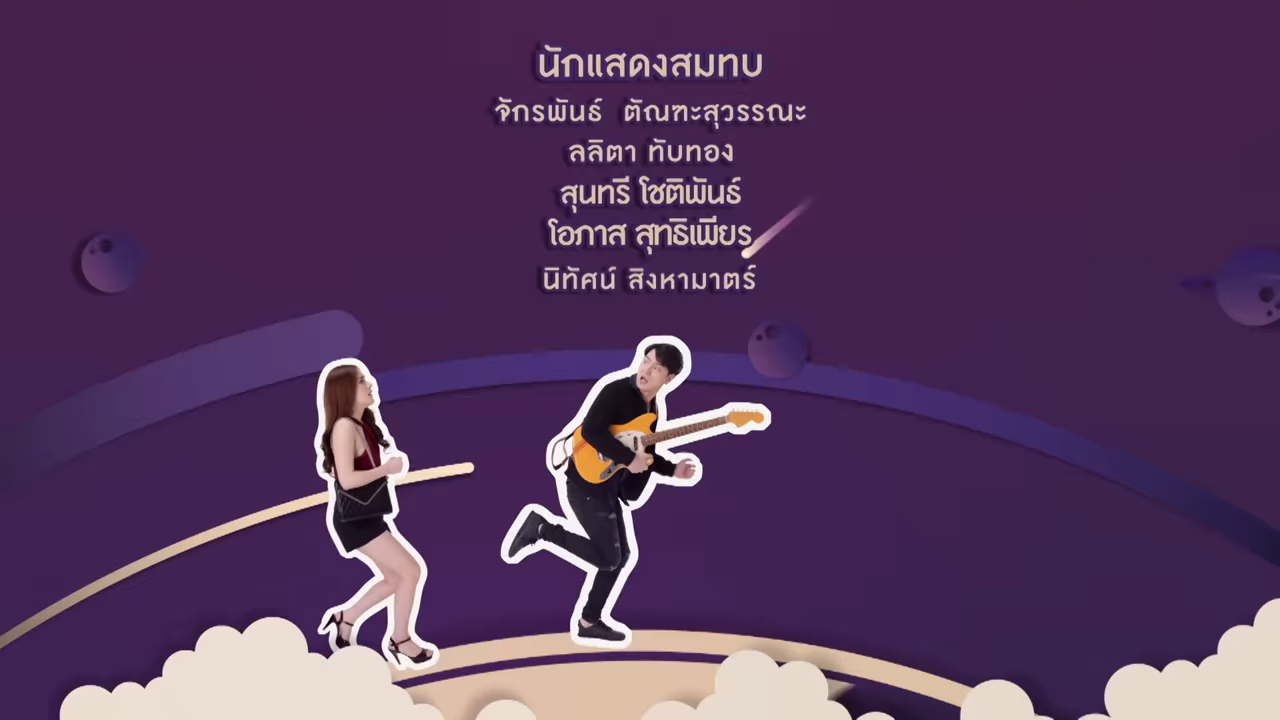 นักแสดงสมทบ
จักรพันธ์ ตัณฑะสุวรรณะ
ลลิตา ทับทอง
สุนทรี โชติพันธ์
โอภาส สุทธิเพียร
นิทัศน์ สิงหามาตร์